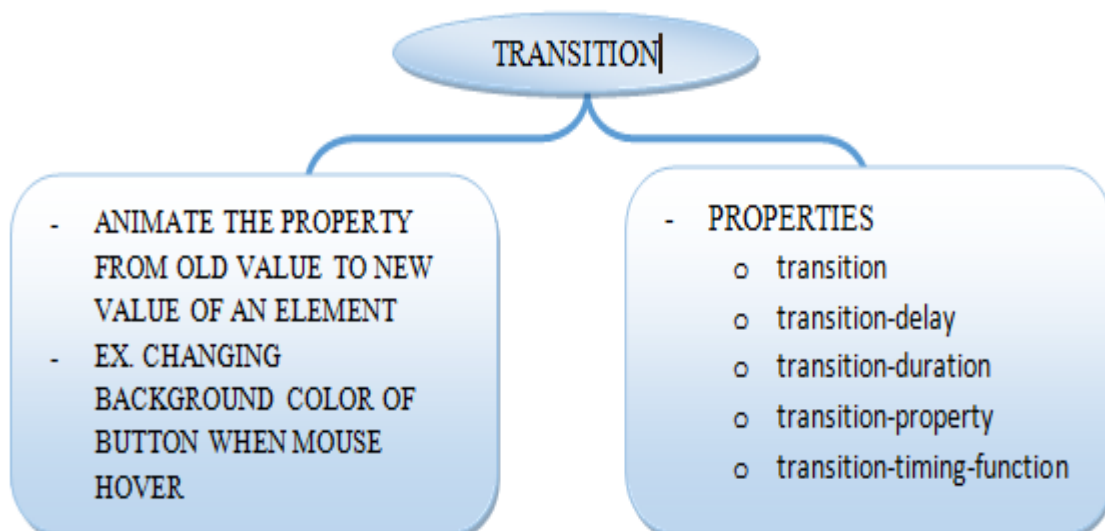 TRANSITION
- ANIMATE THE PROPERTY
FROM OLD VALUE TO NEW
VALUE OF AN ELEMENT
- EX. CHANGING
BACKGROUND COLOR OF
BUTTON WHEN MOUSE
HOVER
- PROPERTIES
o transition
o transition-delay
o transition-duration
o transition-property
o transition-timing-function